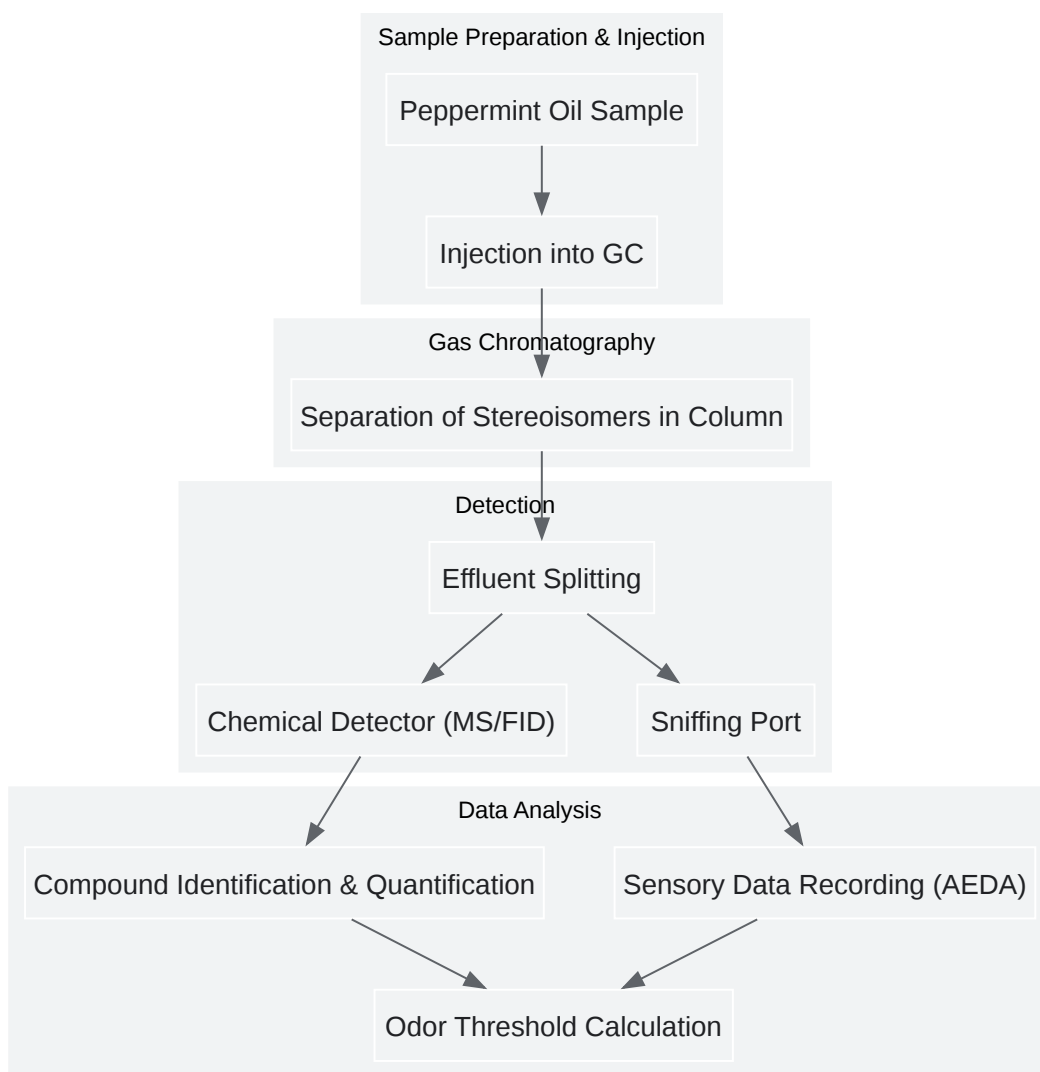 Sample Preparation & Injection
Peppermint Oil Sample
Injection into GC
Gas Chromatography
Separation of Stereoisomers in Column
Detection
Effluent Splitting
Chemical Detector (MS/FID)
Sniffing Port
Data Analysis
Compound Identification & Quantification
Sensory Data Recording (AEDA)
Odor Threshold Calculation